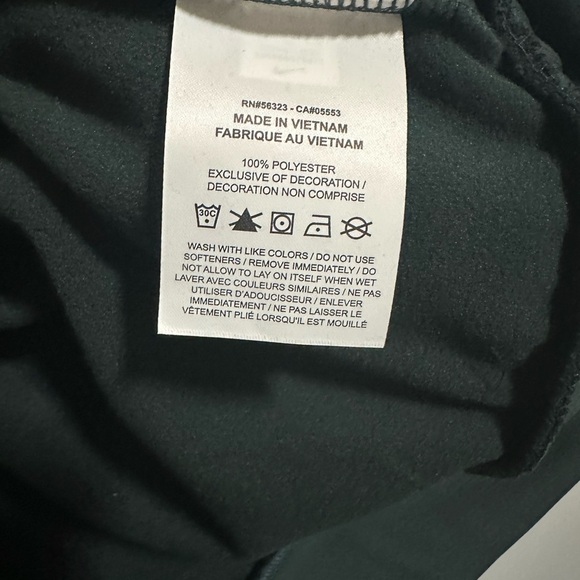 RN#56323 - CA#05553
MADE IN VIETNAM
FABRIQUE AU VIETNAM
100% POLYESTER
EXCLUSIVE OF DECORATION /
DECORATION NON COMPRISE
30C
WASH WITH LIKE COLORS / DO NOT USE
SOFTENERS / REMOVE IMMEDIATELY / DO
NOT ALLOW TO LAY ON ITSELF WHEN WET
LAVER AVEC COULEURS SIMILAIRES / NE PAS
UTILISER D'ADOUCISSEUR / ENLEVER
IMMEDIATEMENT / NE PAS LAISSER LE
VÊTEMENT PLIÉ LORSQU'IL EST MOUILLÉ